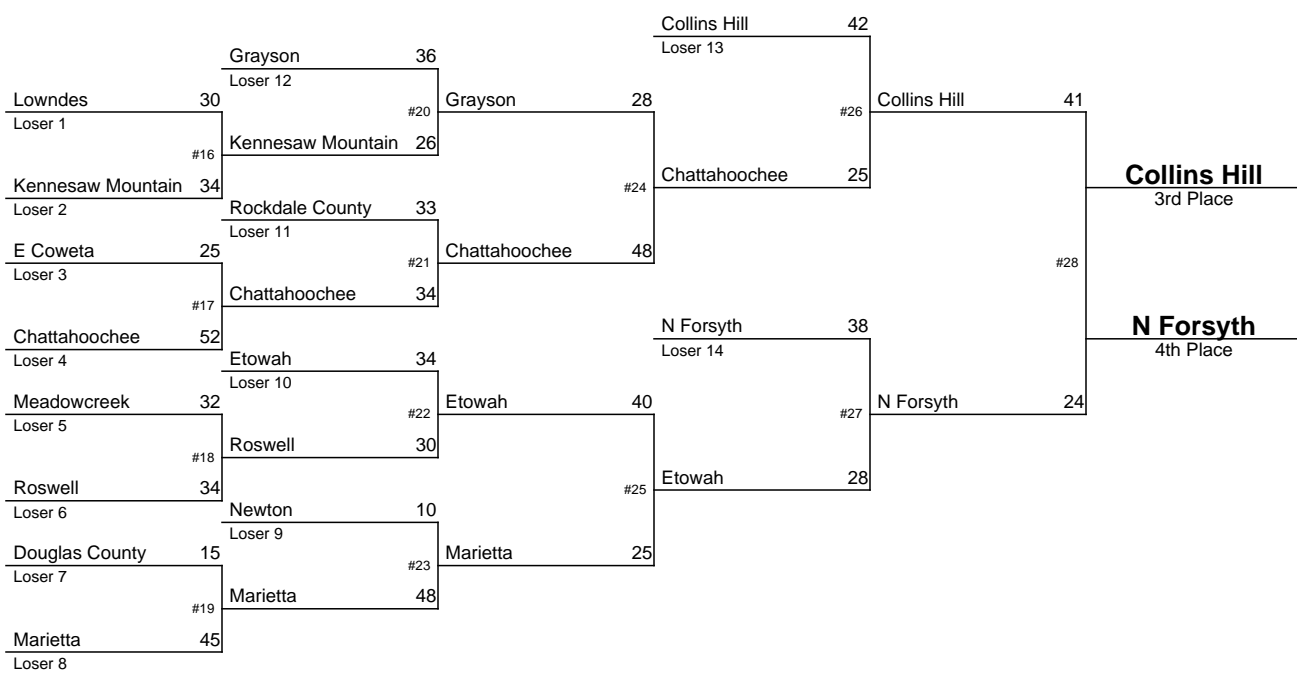 Collins Hill 42
Loser 13
Grayson 36
Loser 12
Lowndes 30
Loser 1
#20
Grayson 28
#26
Collins Hill 41
#16
Kennesaw Mountain 26
Kennesaw Mountain 34
Loser 2
#24
Chattahoochee 25
Collins Hill
3rd Place
Rockdale County 33
Loser 11
E Coweta 25
Loser 3
#21
Chattahoochee 48
#28
#17
Chattahoochee 34
Chattahoochee 52
Loser 4
N Forsyth 38
Loser 14
N Forsyth
4th Place
Etowah 34
Loser 10
Meadowcreek 32
Loser 5
#22
Etowah 40
#27
N Forsyth 24
#18
Roswell 30
Roswell 34
Loser 6
#25
Etowah 28
Newton 10
Loser 9
Douglas County 15
Loser 7
#23
Marietta 25
#19
Marietta 48
Marietta 45
Loser 8